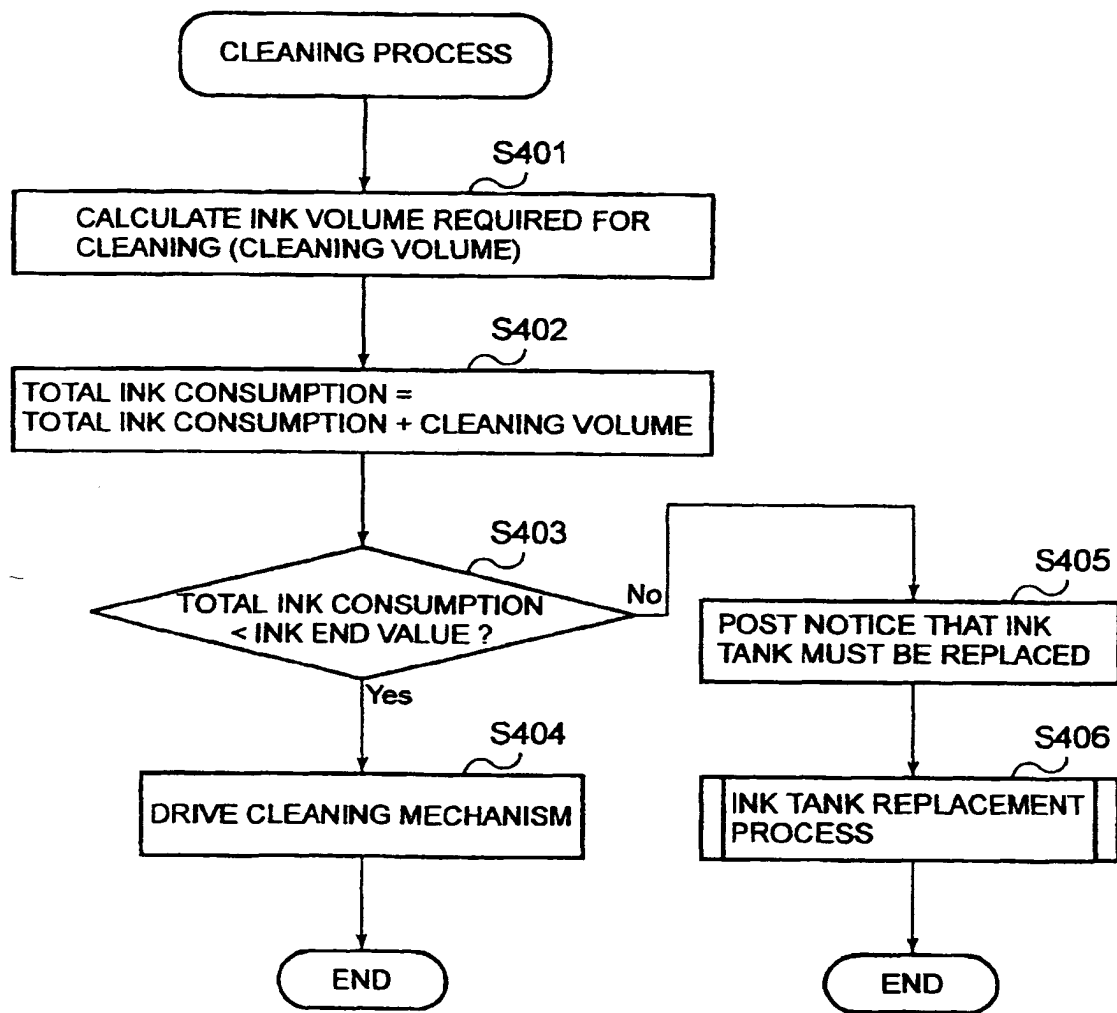 CLEANING PROCESS
S401
CALCULATE INK VOLUME REQUIRED FOR
CLEANING (CLEANING VOLUME)
S402
TOTAL INK CONSUMPTION =
TOTAL INK CONSUMPTION + CLEANING VOLUME
S403
TOTAL INK CONSUMPTION
< INK END VALUE ?
No
Yes
S404
DRIVE CLEANING MECHANISM
END
S405
POST NOTICE THAT INK
TANK MUST BE REPLACED
S406
INK TANK REPLACEMENT
PROCESS
END